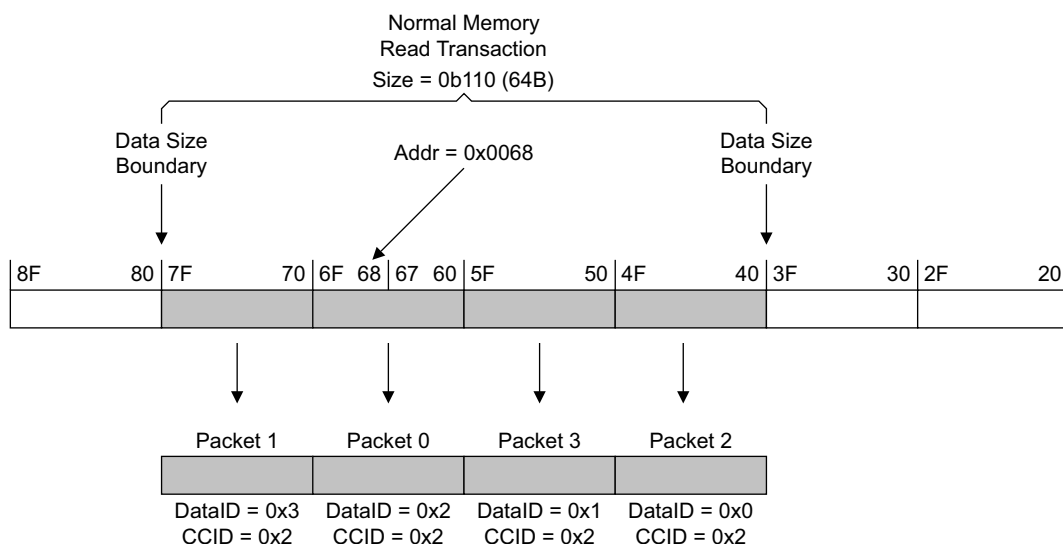 Normal Memory
Read Transaction
Size = 0b110 (64B)
Data Size
Boundary
Addr = 0x0068
Data Size
Boundary
8F 80 7F 70 6F 68 67 60 5F 50 4F 40 3F 30 2F 20
Packet 1 Packet 0 Packet 3 Packet 2
DataID = 0x3 DataID = 0x2 DataID = 0x1 DataID = 0x0
CCID = 0x2 CCID = 0x2 CCID = 0x2 CCID = 0x2